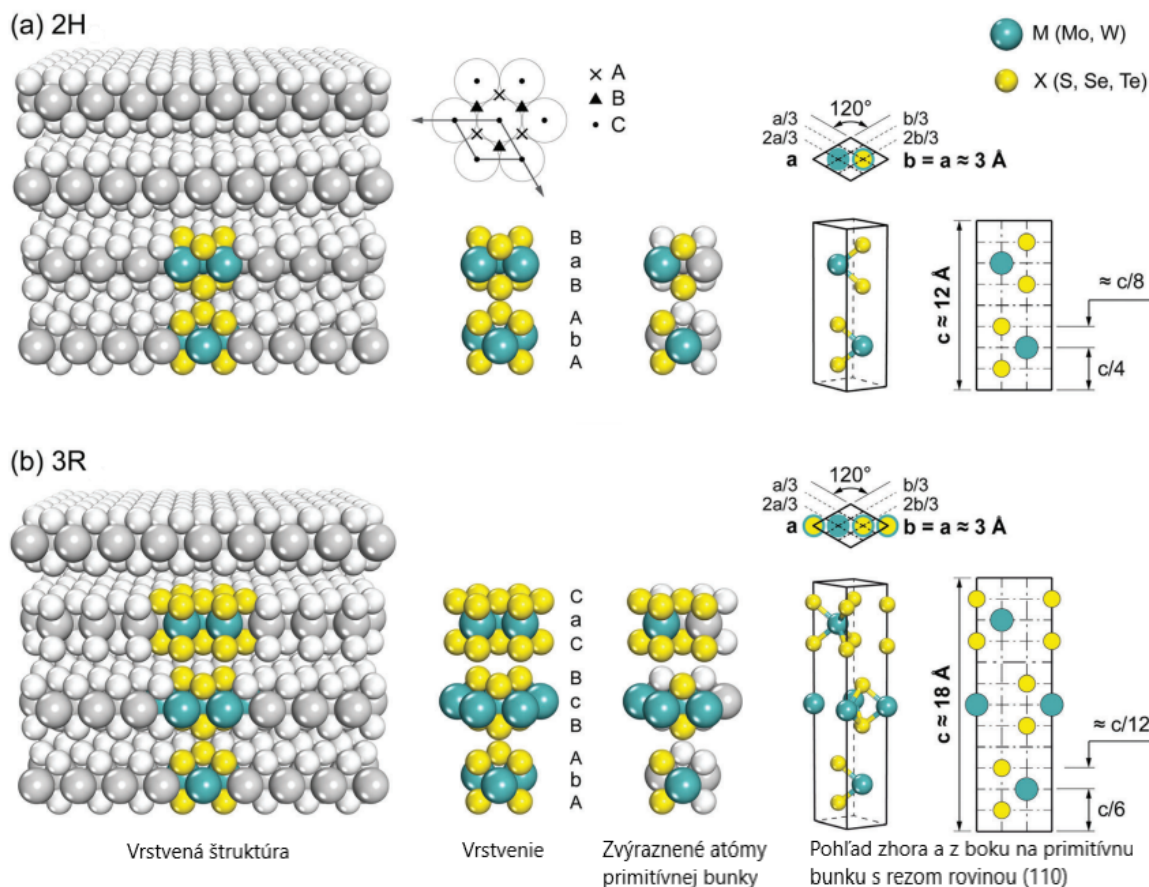 (a) 2H
M (Mo, W)
X (S, Se, Te)
× A
▲ B
• C
120°
a/3
b/3
2a/3
2b/3
a
b = a ≈ 3 Å
B
a
B
A
b
A
c ≈ 12 Å
≈ c/8
c/4
(b) 3R
120°
a/3
b/3
2a/3
2b/3
a
b = a ≈ 3 Å
C
a
C
B
c
B
A
b
A
c ≈ 18 Å
≈ c/12
c/6
Vrstvená štruktúra
Vrstvenie
Zvýraznené atómy
primitívnej bunky
Pohľad zhora a z boku na primitívnu
bunku s rezom rovinou (110)